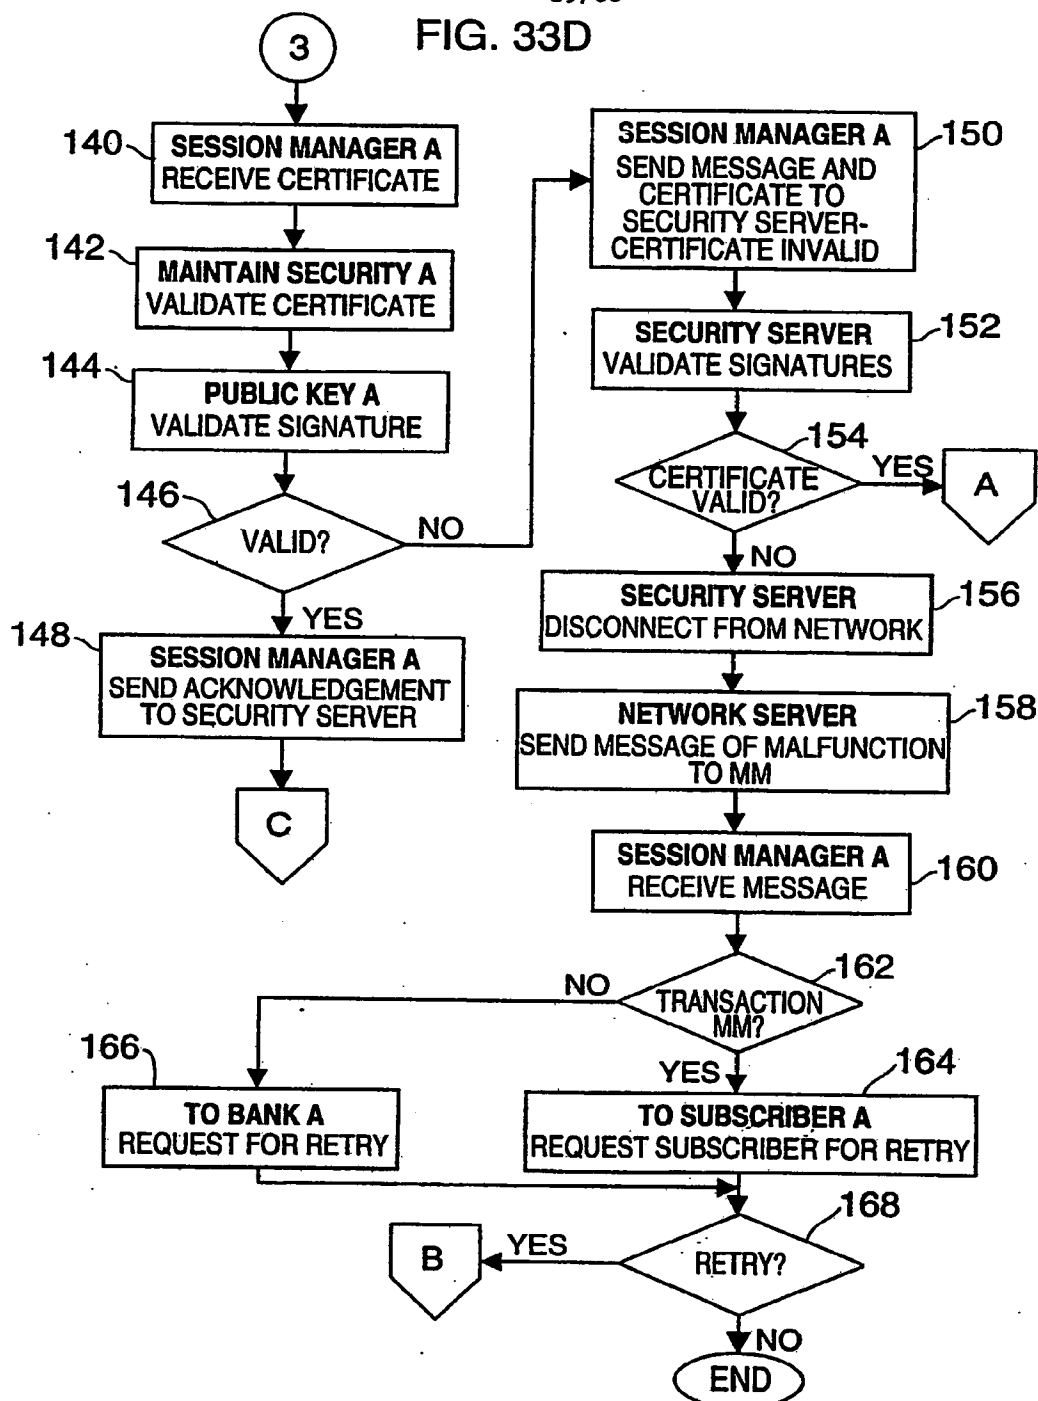 FIG. 33D
3
140
SESSION MANAGER A
RECEIVE CERTIFICATE
142
MAINTAIN SECURITY A
VALIDATE CERTIFICATE
144
PUBLIC KEY A
VALIDATE SIGNATURE
146
VALID?
NO
YES
148
SESSION MANAGER A
SEND ACKNOWLEDGEMENT
TO SECURITY SERVER
C
150
SESSION MANAGER A
SEND MESSAGE AND
CERTIFICATE TO
SECURITY SERVER-
CERTIFICATE INVALID
152
SECURITY SERVER
VALIDATE SIGNATURES
154
CERTIFICATE
VALID?
YES
A
NO
156
SECURITY SERVER
DISCONNECT FROM NETWORK
158
NETWORK SERVER
SEND MESSAGE OF MALFUNCTION
TO MM
160
SESSION MANAGER A
RECEIVE MESSAGE
162
TRANSACTION
MM?
NO
YES
166
TO BANK A
REQUEST FOR RETRY
164
TO SUBSCRIBER A
REQUEST SUBSCRIBER FOR RETRY
168
RETRY?
YES
B
NO
END